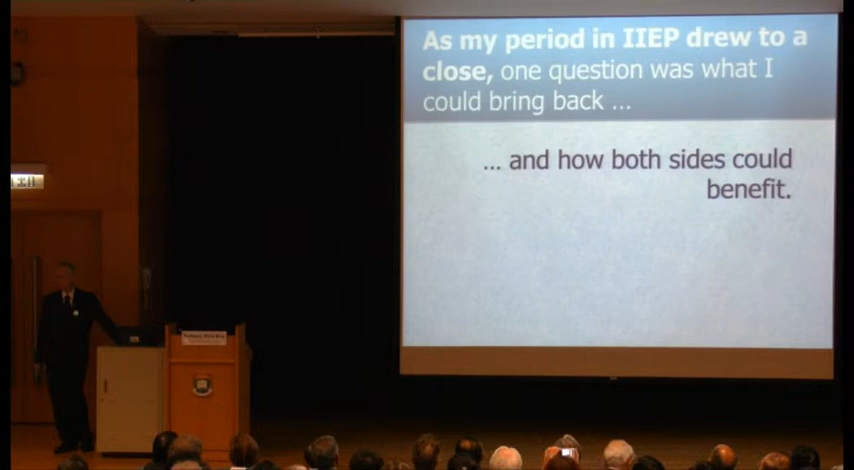 As my period in IIEP drew to a
close, one question was what I
could bring back ...
... and how both sides could
benefit.